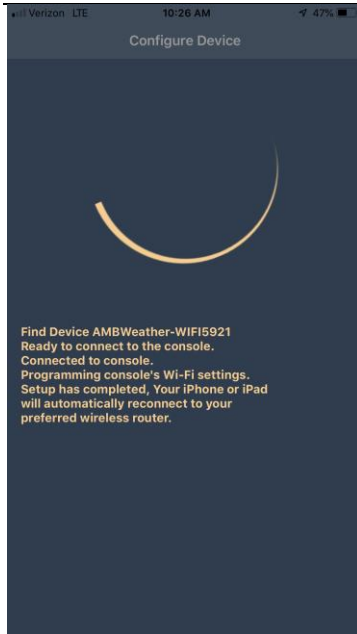 Verizon LTE 10:26 AM 47%
Configure Device
Find Device AMBWeather-WIFI5921
Ready to connect to the console.
Connected to console.
Programming console's Wi-Fi settings.
Setup has completed, Your iPhone or iPad
will automatically reconnect to your
preferred wireless router.